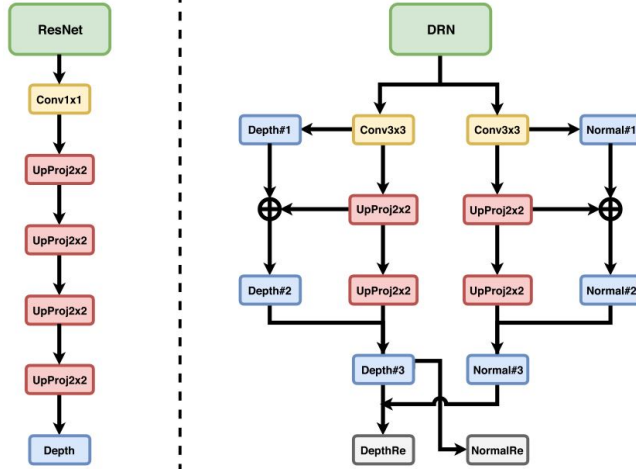 ResNet
Conv1x1
UpProj2x2
UpProj2x2
UpProj2x2
UpProj2x2
Depth
DRN
Depth#1
Conv3x3
Conv3x3
Normal#1
UpProj2x2
UpProj2x2
Depth#2
UpProj2x2
UpProj2x2
Normal#2
Depth#3
Normal#3
DepthRe
NormalRe